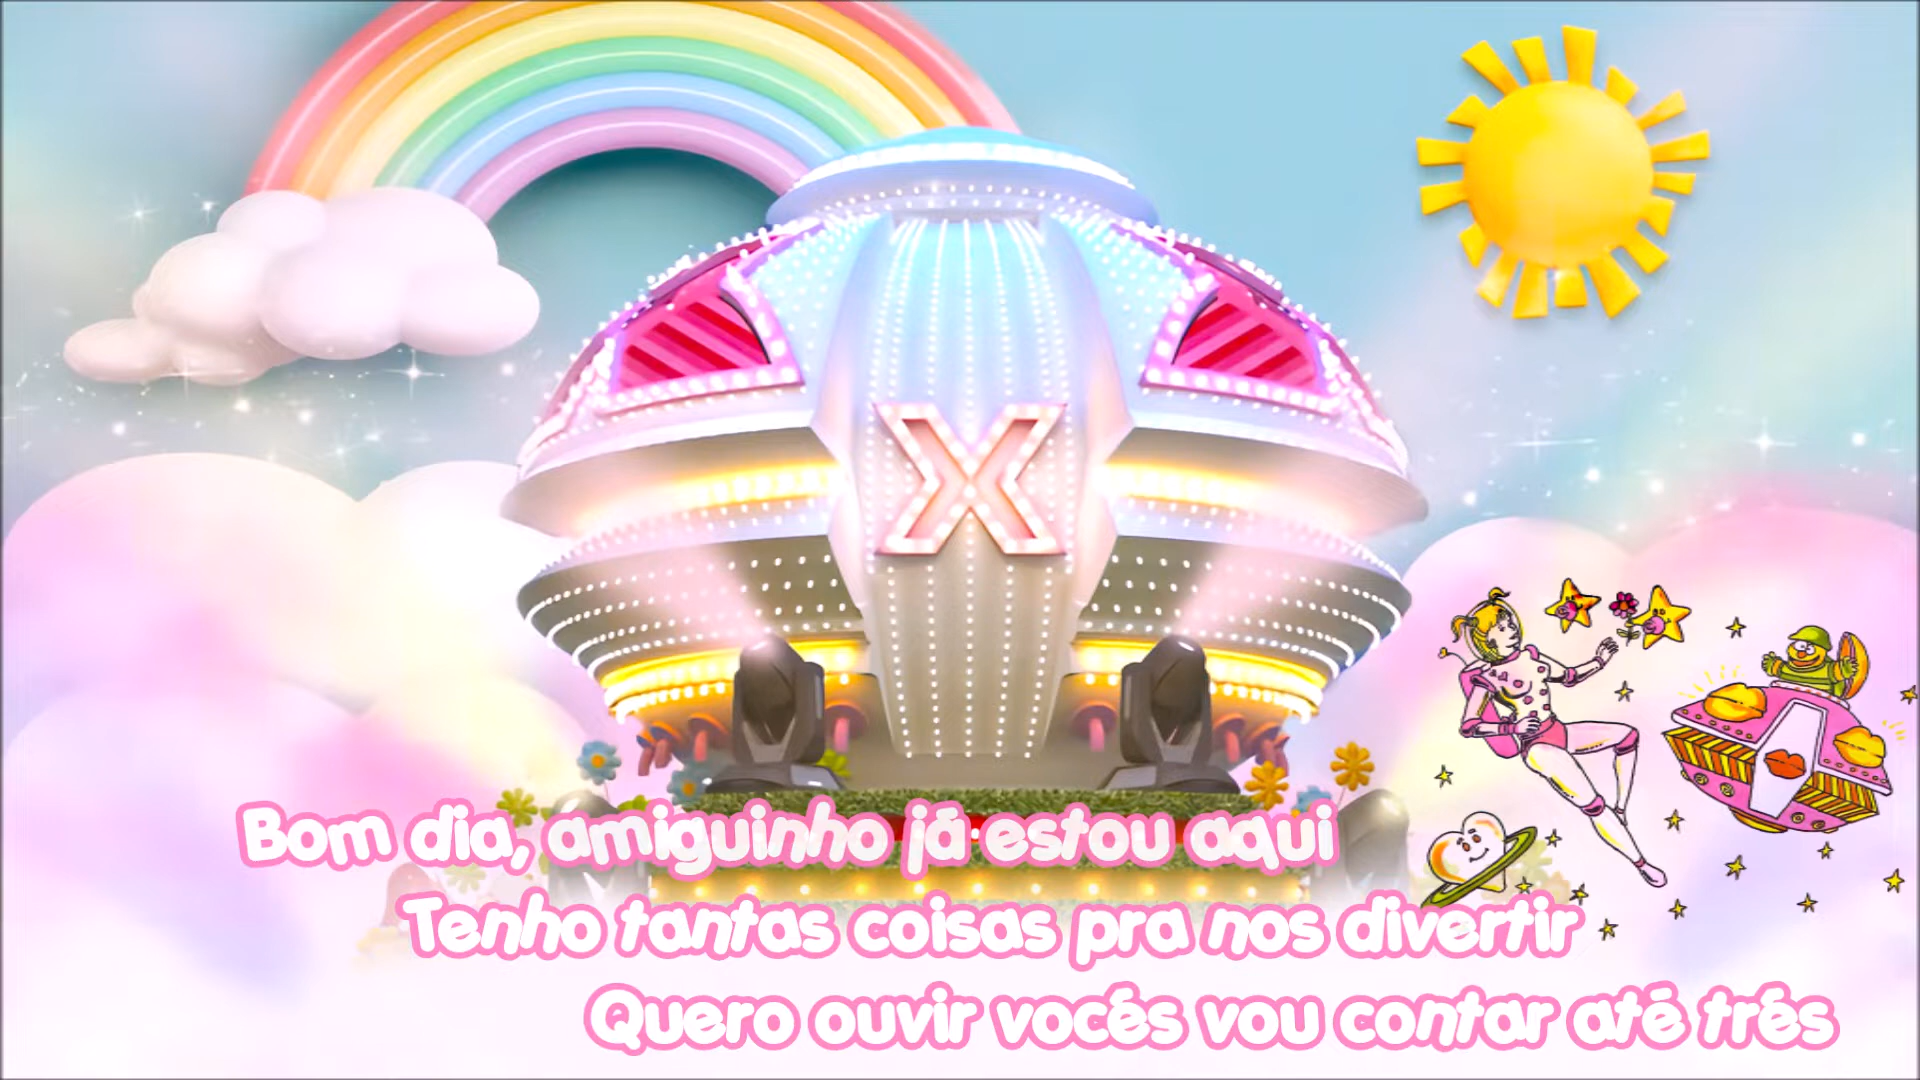 X
Bom dia, amiguinho já estou aqui
Tenho tantas coisas pra nos divertir
Quero ouvir vocês vou contar até três